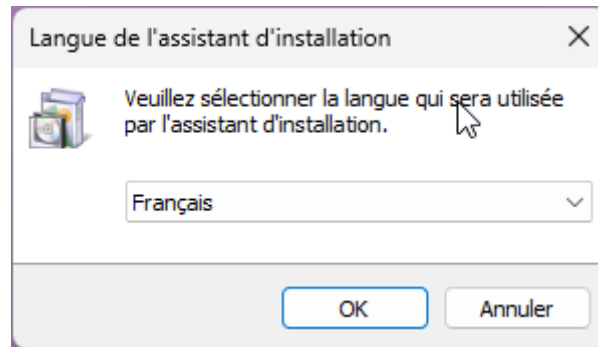 Langue de l'assistant d'installation
Veuillez sélectionner la langue qui sera utilisée
par l'assistant d'installation.
Français
OK
Annuler